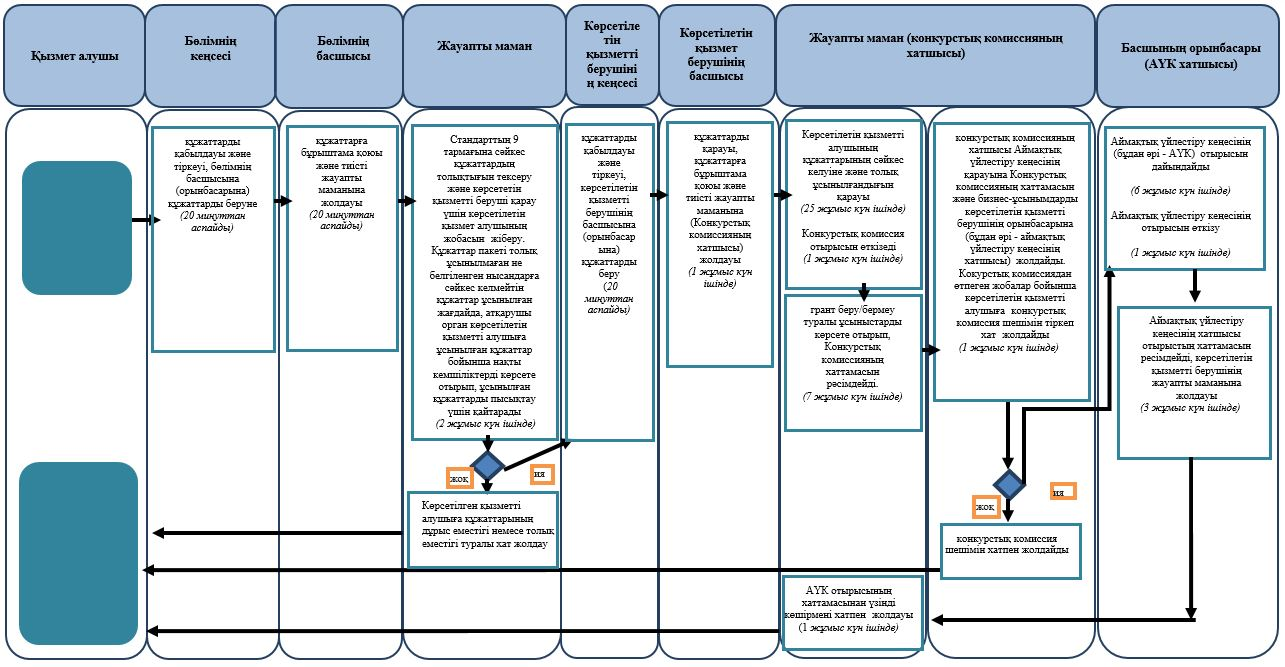 Қызмет алушы
Бөлімнің
кеңсесі
Бөлімнің
басшысы
Жауапты маман
Көрсетіле
тін
қызметті
берушіні
ң кеңсесі
Көрсетілетін
қызмет
берушінің
басшысы
Жауапты маман (конкурстық комиссияның
хатшысы)
Басшының орынбасары
(АҮК хатшысы)
құжаттарды
қабылдауы және
тіркеуі, бөлімнің
басшысына
(орынбасарына)
құжаттарды беруне
(20 минуттан
аспайды)
құжаттарға
бұрыштама қоюы
және тиісті
жауапты
маманына
жолдауы
(20 минуттан
аспайды)
Стандарттың 9
тармағына сәйкес
құжаттардың
толықтығын тексеру
және көрсететін
қызметті беруші қарау
үшін көрсетілетін
қызмет алушының
жобасын жіберу.
Құжаттар пакеті толық
ұсынылмаған не
белгіленген нысандарға
сәйкес келмейтін
құжаттар ұсынылған
жағдайда, атқарушы
орган көрсетілетін
қызметті алушыға
ұсынылған құжаттар
бойынша нақты
кемшіліктерді көрсете
отырып, ұсынылған
құжаттарды пысықтау
үшін қайтарады
(2 жұмыс күн ішінде)
жоқ
ия
Көрсетілген қызметті
алушыға құжаттарының
дұрыс еместігі немесе толық
еместігі туралы хат жолдау
құжаттарды
қабылдауы
және
тіркеуі,
көрсетілетін
қызметті
берушінің
басшысына
(орынбасар
ына)
құжаттарды
беру
(20
минуттан
аспайды)
құжаттарды
қарауы,
құжаттарға
бұрыштама
қоюы және
тиісті жауапты
маманына
(Конкурстық
комиссияның
хатшысы)
жолдауы
(1 жұмыс күн
ішінде)
Көрсетілетін қызметті
алушының
құжаттарының сәйкес
келуіне және толық
ұсынылғандығын
қарауы
(25 жұмыс күн ішінде)
Конкурстық комиссия
отырысын өткізеді
(1 жұмыс күн ішінде)
грант беру/бермеу
туралы ұсыныстарды
көрсете отырып,
Конкурстық
комиссияның
хаттамасын
рәсімдейді.
(7 жұмыс күн ішінде)
конкурстық комиссияның
хатшысы Аймақтық
үйлестіру кеңесінің
қарауына Конкурстық
комиссияның хаттамасын
және бизнес-ұсынымдарды
көрсетілетін қызметті
берушінің орынбасарына
(бұдан әрі - аймақтық
үйлестіру кеңесінің
хатшысы) жолдайды.
Кокурстық комиссиядан
өтпеген жобалар бойынша
көрсетілетін қызметті
алушыға конкурстық
комиссия шешімін тіркеп
хат жолдайды
(1 жұмыс күн ішінде)
ия
жоқ
конкурстық комиссия
шешімін хатпен жолдайды
Аймақтық үйлестіру кеңесінің
(бұдан әрі - АҮК) отырысын
дайындайды
(6 жұмыс күн ішінде)
Аймақтық үйлестіру кеңесінің
отырысын өткізу
(1 жұмыс күн ішінде)
Аймақтық үйлестіру
кеңесінің хатшысы
отырыстың хаттамасын
ресімдейді, көрсетілетін
қызметті берушінің
жауапты маманына
жолдауы
(3 жұмыс күн ішінде)
АҮК отырысының
хаттамасынан үзінді
көшірмені хатпен жолдауы
(1 жұмыс күн ішінде)